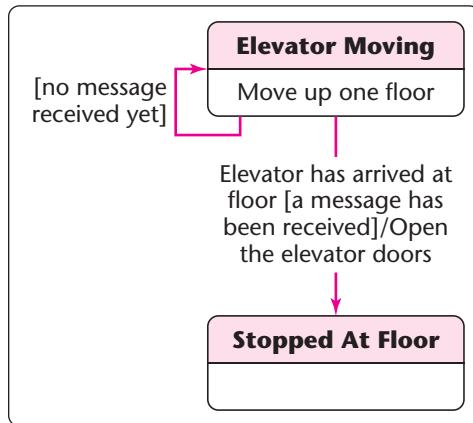 Elevator Moving
[no message
received yet]
Move up one floor
Elevator has arrived at
floor [a message has
been received]/Open
the elevator doors
Stopped At Floor